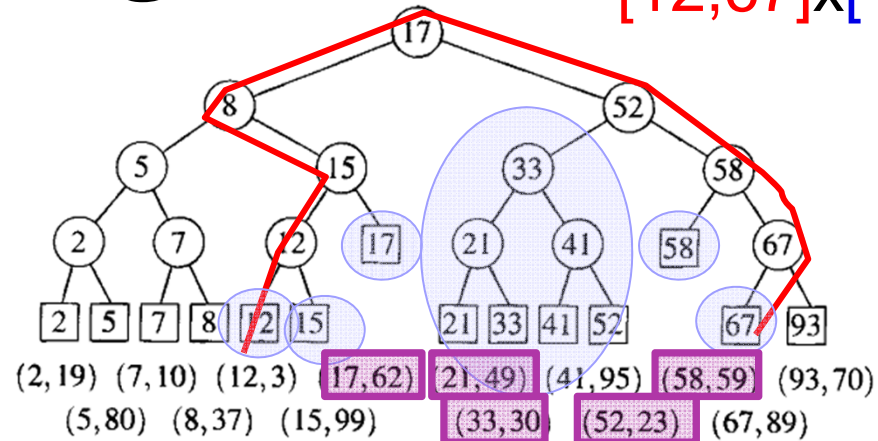 [12,67]x[
17
8 52
5 15 33 58
2 7 12 17 21 41 58 67
2 5 7 8 12 15 21 33 41 52 67 93
(2,19) (7,10) (12,3) (17,62) (21,49) (41,95) (58,59) (93,70)
(5,80) (8,37) (15,99) (33,30) (52,23) (67,89)